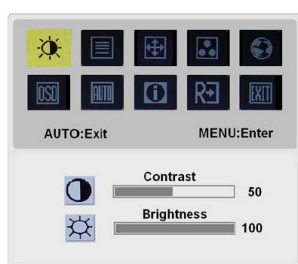 OSD AUTO i R EXIT
AUTO:Exit MENU:Enter
Contrast
50
Brightness
100